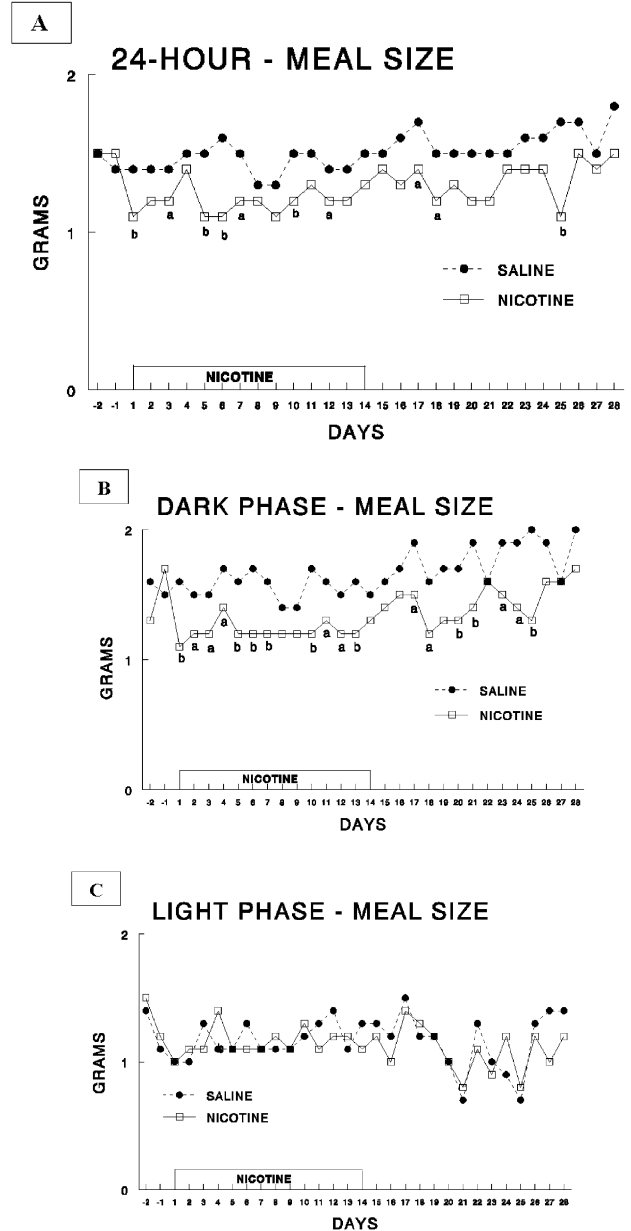 A
24-HOUR - MEAL SIZE
2
GRAMS
1
b
a
b
b
a
b
a
a
a
b
SALINE
NICOTINE
NICOTINE
0
-2 -1 1 2 3 4 5 6 7 8 9 10 11 12 13 14 15 16 17 18 19 20 21 22 23 24 25 26 27 28
DAYS
B
DARK PHASE - MEAL SIZE
2
GRAMS
1
b
a
a
a
b
b
b
b
a
a
b
a
a
b
b
a
a
b
SALINE
NICOTINE
NICOTINE
0
-2 -1 1 2 3 4 5 6 7 8 9 10 11 12 13 14 15 16 17 18 19 20 21 22 23 24 25 26 27 28
DAYS
C
LIGHT PHASE - MEAL SIZE
2
GRAMS
1
SALINE
NICOTINE
NICOTINE
0
-2 -1 1 2 3 4 5 6 7 8 9 10 11 12 13 14 15 16 17 18 19 20 21 22 23 24 25 26 27 28
DAYS